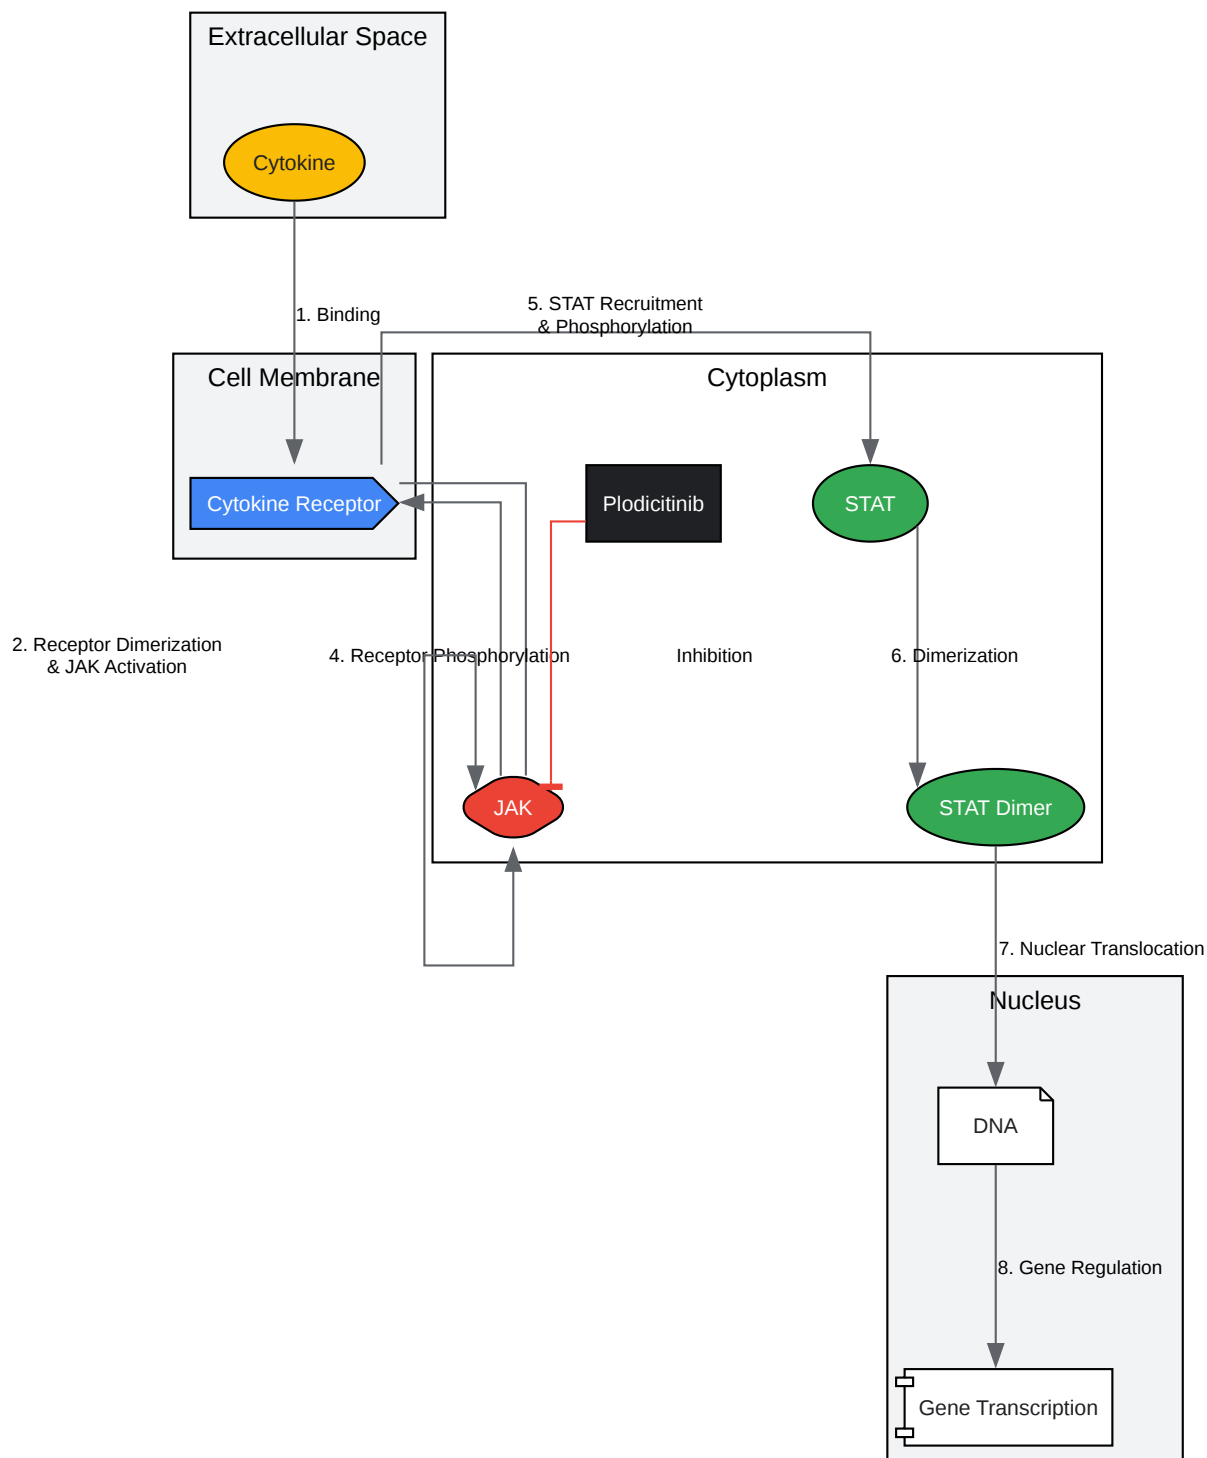 Extracellular Space
Cytokine
1. Binding
5. STAT Recruitment
& Phosphorylation
Cell Membrane
Cytoplasm
Cytokine Receptor
Plodicitinib
STAT
2. Receptor Dimerization
& JAK Activation
4. Receptor Phosphorylation
Inhibition
6. Dimerization
JAK
STAT Dimer
7. Nuclear Translocation
Nucleus
DNA
8. Gene Regulation
Gene Transcription